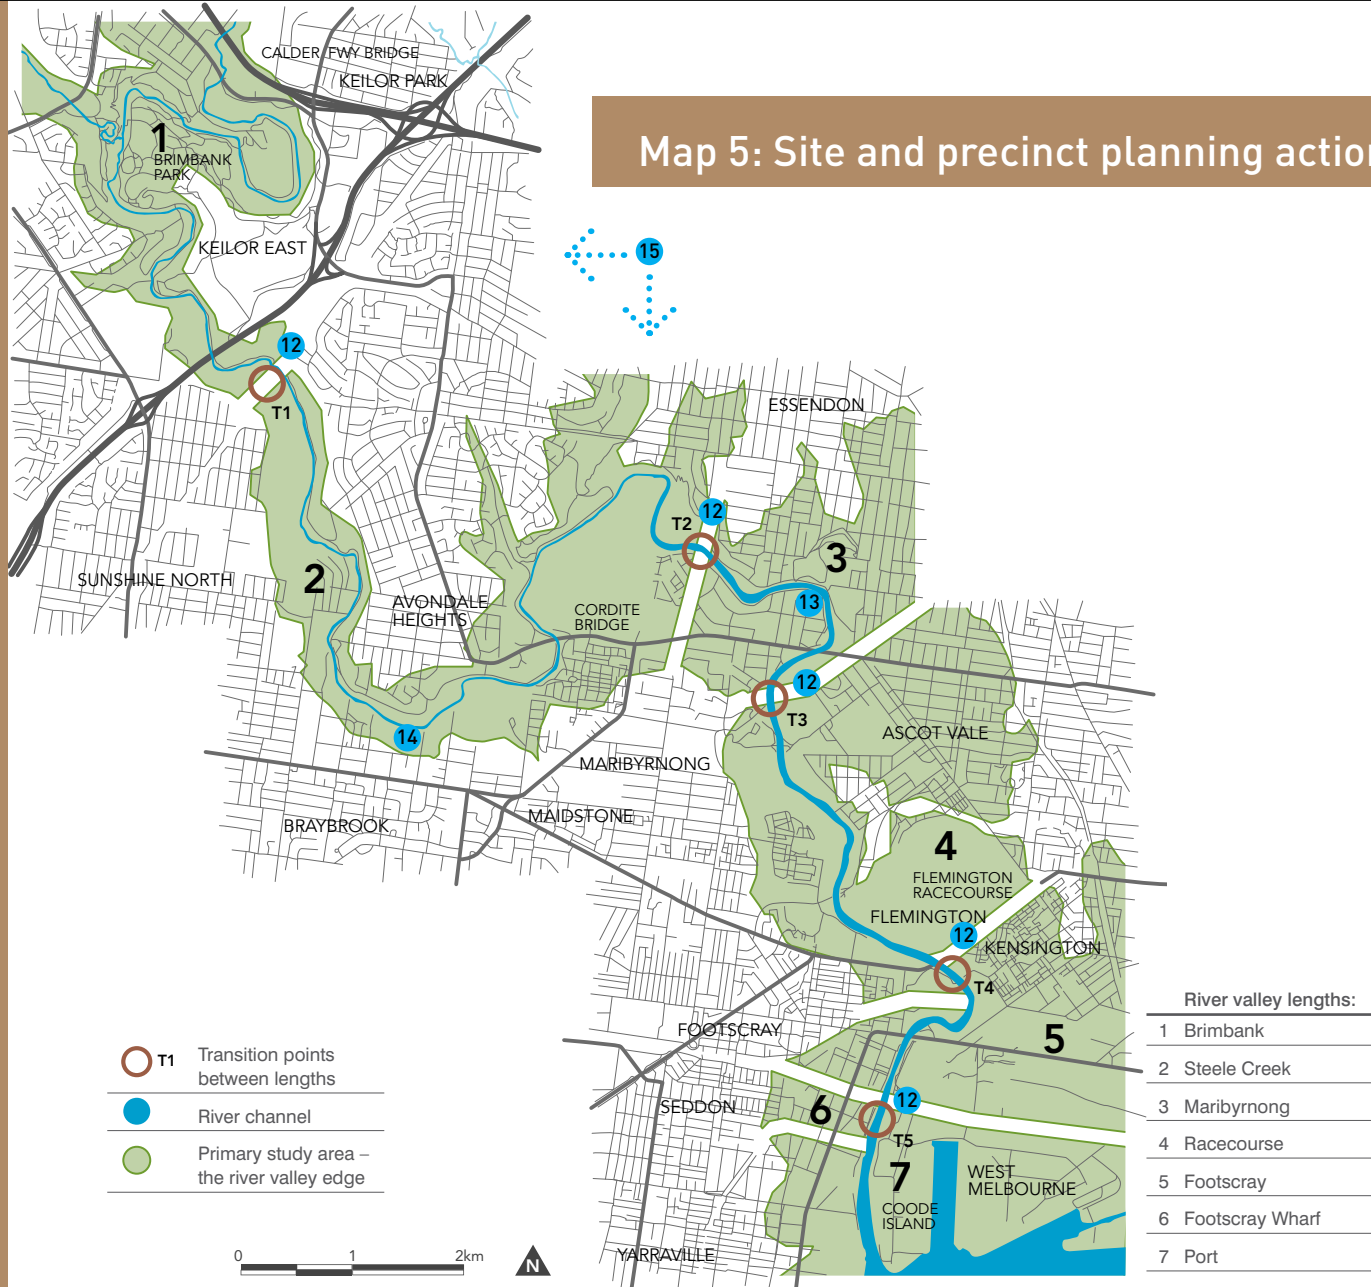 Map 5: Site and precinct planning action
CALDER FWY BRIDGE
KEILOR PARK
1
BRIMBANK
PARK
KEILOR EAST
15
12
T1
ESSENDON
12
T2
3
2
SUNSHINE NORTH
AVONDALE
HEIGHTS
CORDITE
BRIDGE
13
12
T3
14
ASCOT VALE
MARIBYRNONG
MAIDSTONE
BRAYBROOK
4
FLEMINGTON
RACECOURSE
FLEMINGTON
12
KENSINGTON
T4
FOOTSCRAY
5
SEDDON
6
12
T5
7
WEST
MELBOURNE
COODE
ISLAND
YARRAVILLE
T1 Transition points
between lengths
River channel
Primary study area –
the river valley edge
0 1 2km
N
River valley lengths:
1 Brimbank
2 Steele Creek
3 Maribyrnong
4 Racecourse
5 Footscray
6 Footscray Wharf
7 Port